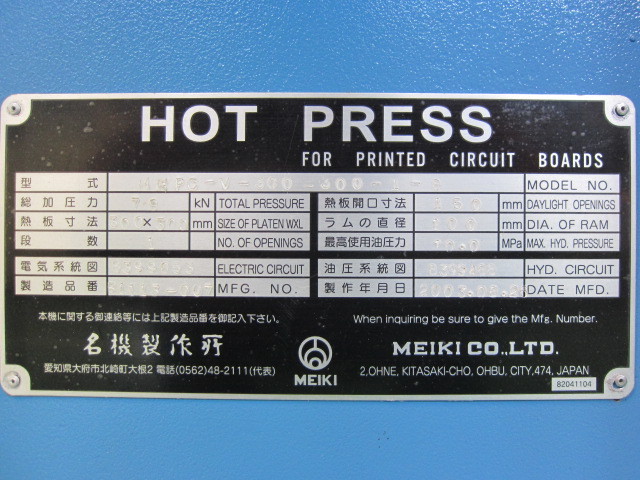 HOT PRESS
FOR PRINTED CIRCUIT BOARDS
型 式 MODEL NO.
総加圧力 kN TOTAL PRESSURE 熱板開口寸法 mm DAYLIGHT OPENINGS
熱板寸法 × mm SIZE OF PLATEN WXL ラムの直径 mm DIA. OF RAM
段 数 1 NO. OF OPENINGS 最高使用油圧力 MPa MAX. HYD. PRESSURE
電気系統図 ELECTRIC CIRCUIT 油圧系統図 HYD. CIRCUIT
製造品番 MFG. NO. 製作年月日 DATE MFD.
本機に関する御連絡等には上記製造品番を御記入下さい。 When inquiring be sure to give the Mfg. Number.
名機製作所 MEIKI CO.,LTD.
愛知県大府市北崎町大根2 電話(0562)48-2111(代表) MEIKI 2,OHNE, KITASAKI-CHO, OHBU, CITY,474, JAPAN
82041104